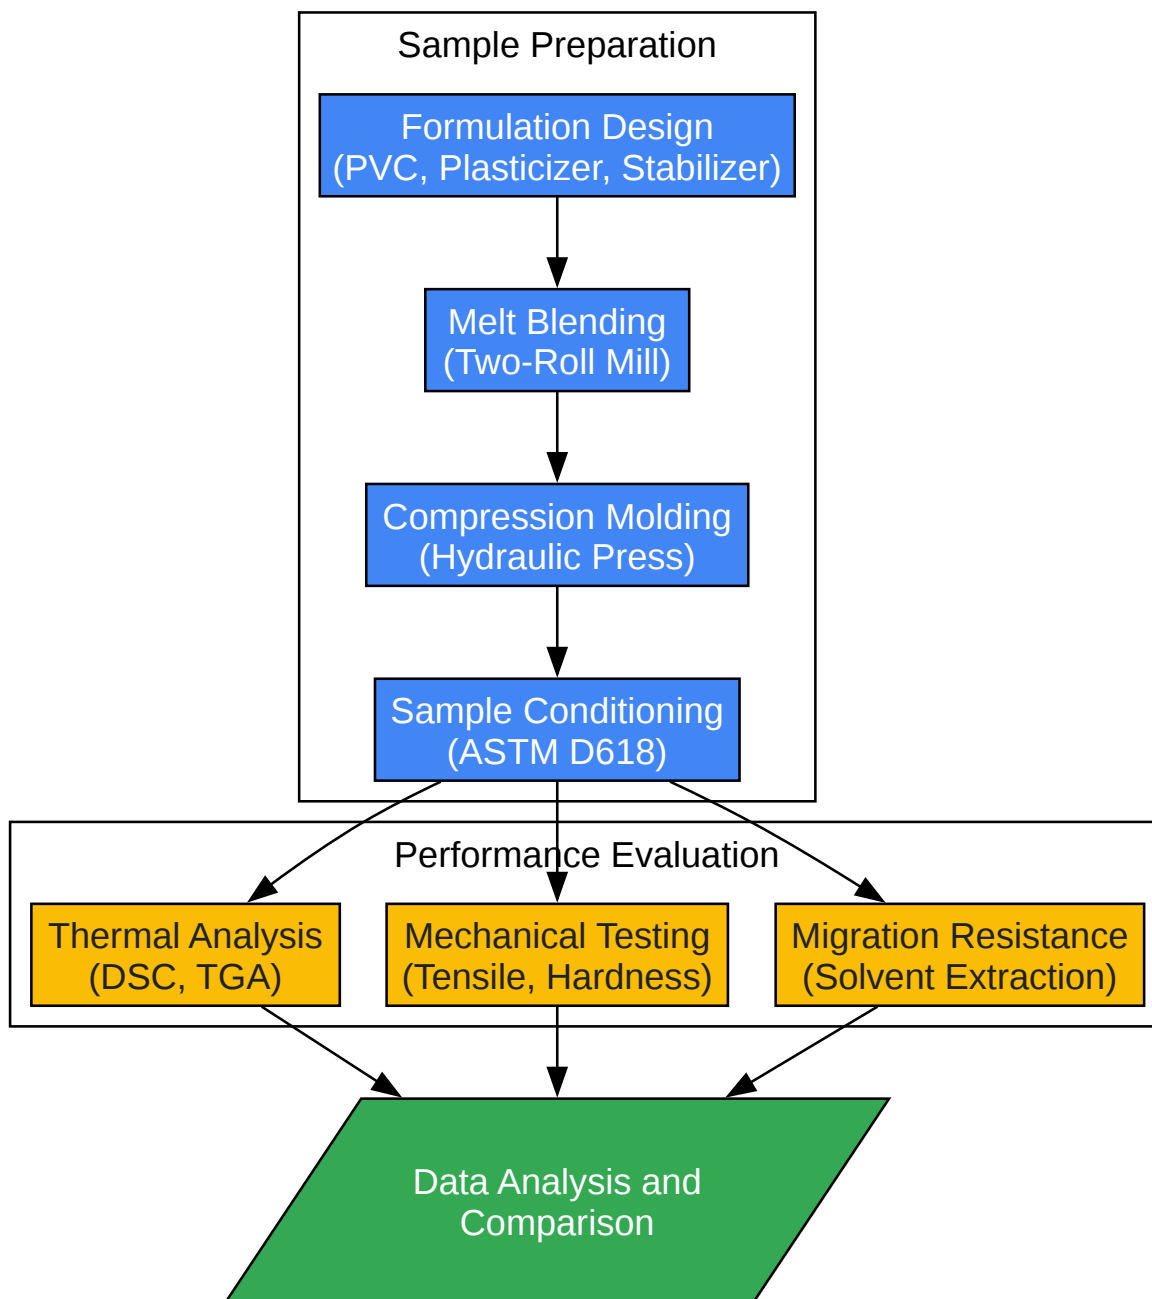 Sample Preparation
Formulation Design
(PVC, Plasticizer, Stabilizer)
Melt Blending
(Two-Roll Mill)
Compression Molding
(Hydraulic Press)
Sample Conditioning
(ASTM D618)
Performance Evaluation
Thermal Analysis
(DSC, TGA)
Mechanical Testing
(Tensile, Hardness)
Migration Resistance
(Solvent Extraction)
Data Analysis and
Comparison